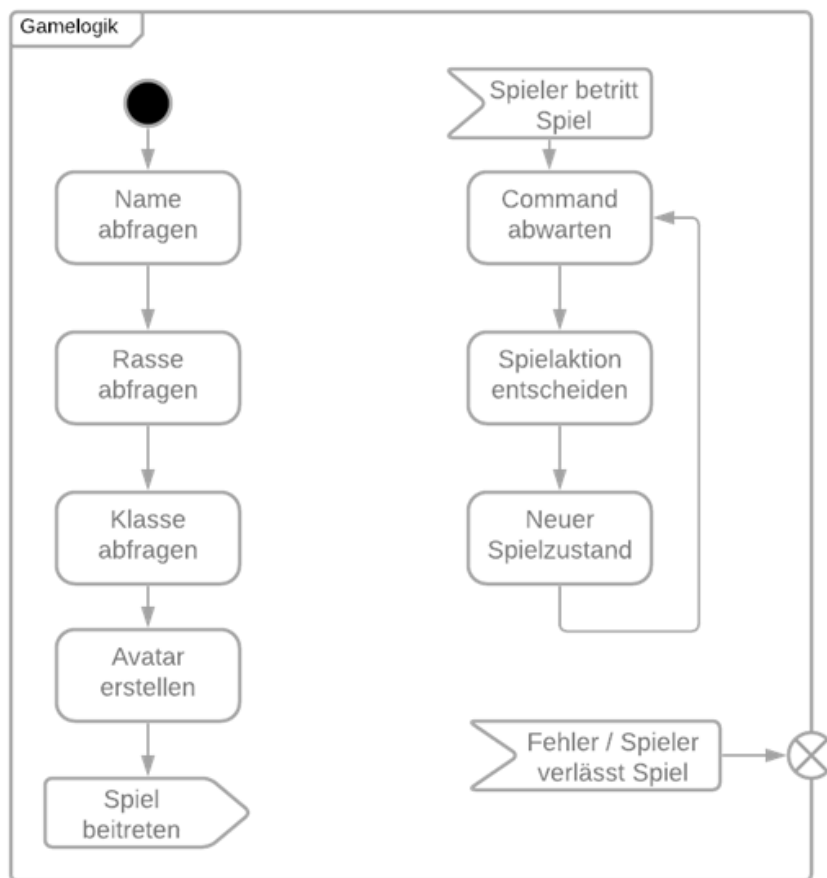 Gamelogik
Name
abfragen
Rasse
abfragen
Klasse
abfragen
Avatar
erstellen
Spiel
beitreten
Spieler betritt
Spiel
Command
abwarten
Spielaktion
entscheiden
Neuer
Spielzustand
Fehler / Spieler
verlässt Spiel